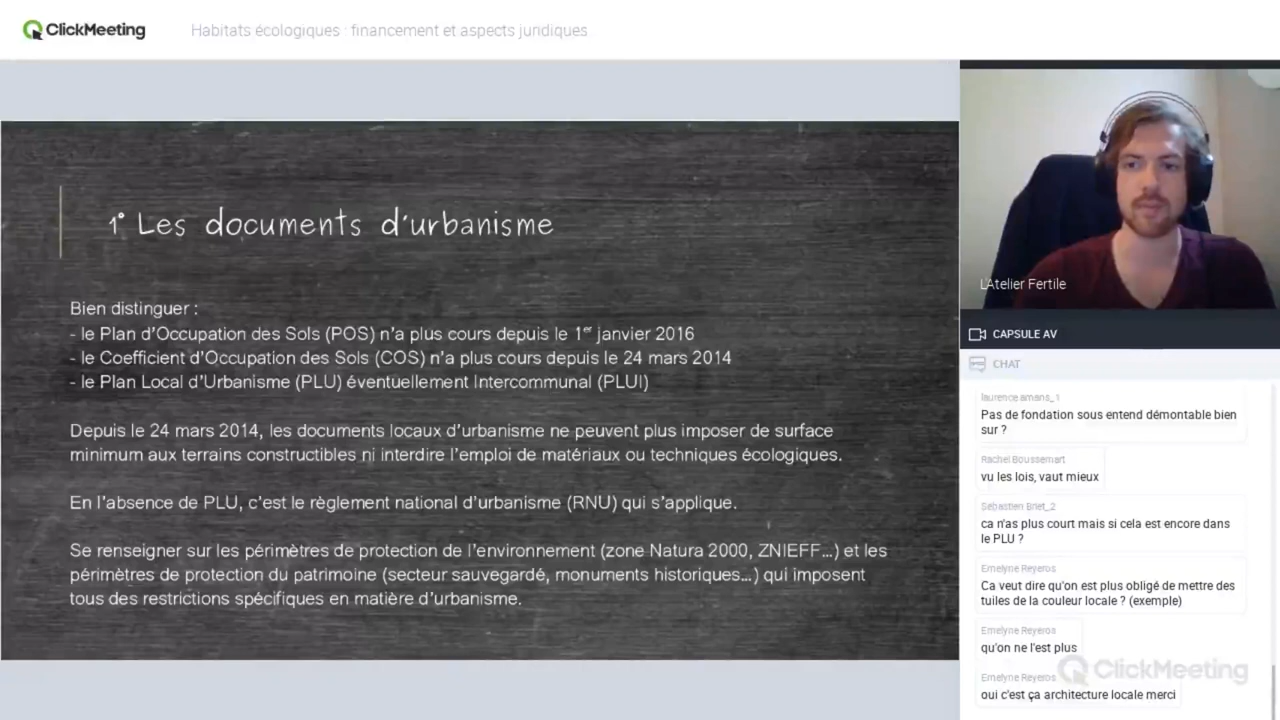 ClickMeeting
Habitats écologiques : financement et aspects juridiques
1° Les documents d'urbanisme
Bien distinguer :
- le Plan d'Occupation des Sols (POS) n'a plus cours depuis le 1er janvier 2016
- le Coefficient d'Occupation des Sols (COS) n'a plus cours depuis le 24 mars 2014
- le Plan Local d'Urbanisme (PLU) éventuellement Intercommunal (PLUI)
Depuis le 24 mars 2014, les documents locaux d'urbanisme ne peuvent plus imposer de surface
minimum aux terrains constructibles ni interdire l'emploi de matériaux ou techniques écologiques.
En l'absence de PLU, c'est le règlement national d'urbanisme (RNU) qui s'applique.
Se renseigner sur les périmètres de protection de l'environnement (zone Natura 2000, ZNIEFF...) et les
périmètres de protection du patrimoine (secteur sauvegardé, monuments historiques...) qui imposent
tous des restrictions spécifiques en matière d'urbanisme.
L'Atelier Fertile
CAPSULE AV
CHAT
laurence amans_1
Pas de fondation sous entend démontable bien
sur ?
Rachel Boussemart
vu les lois, vaut mieux
Sébastien Briet_2
ca n'as plus court mais si cela est encore dans
le PLU ?
Emelyne Reyeros
Ca veut dire qu'on est plus obligé de mettre des
tuiles de la couleur locale ? (exemple)
Emelyne Reyeros
qu'on ne l'est plus
Emelyne Reyeros
oui c'est ça architecture locale merci
ClickMeeting